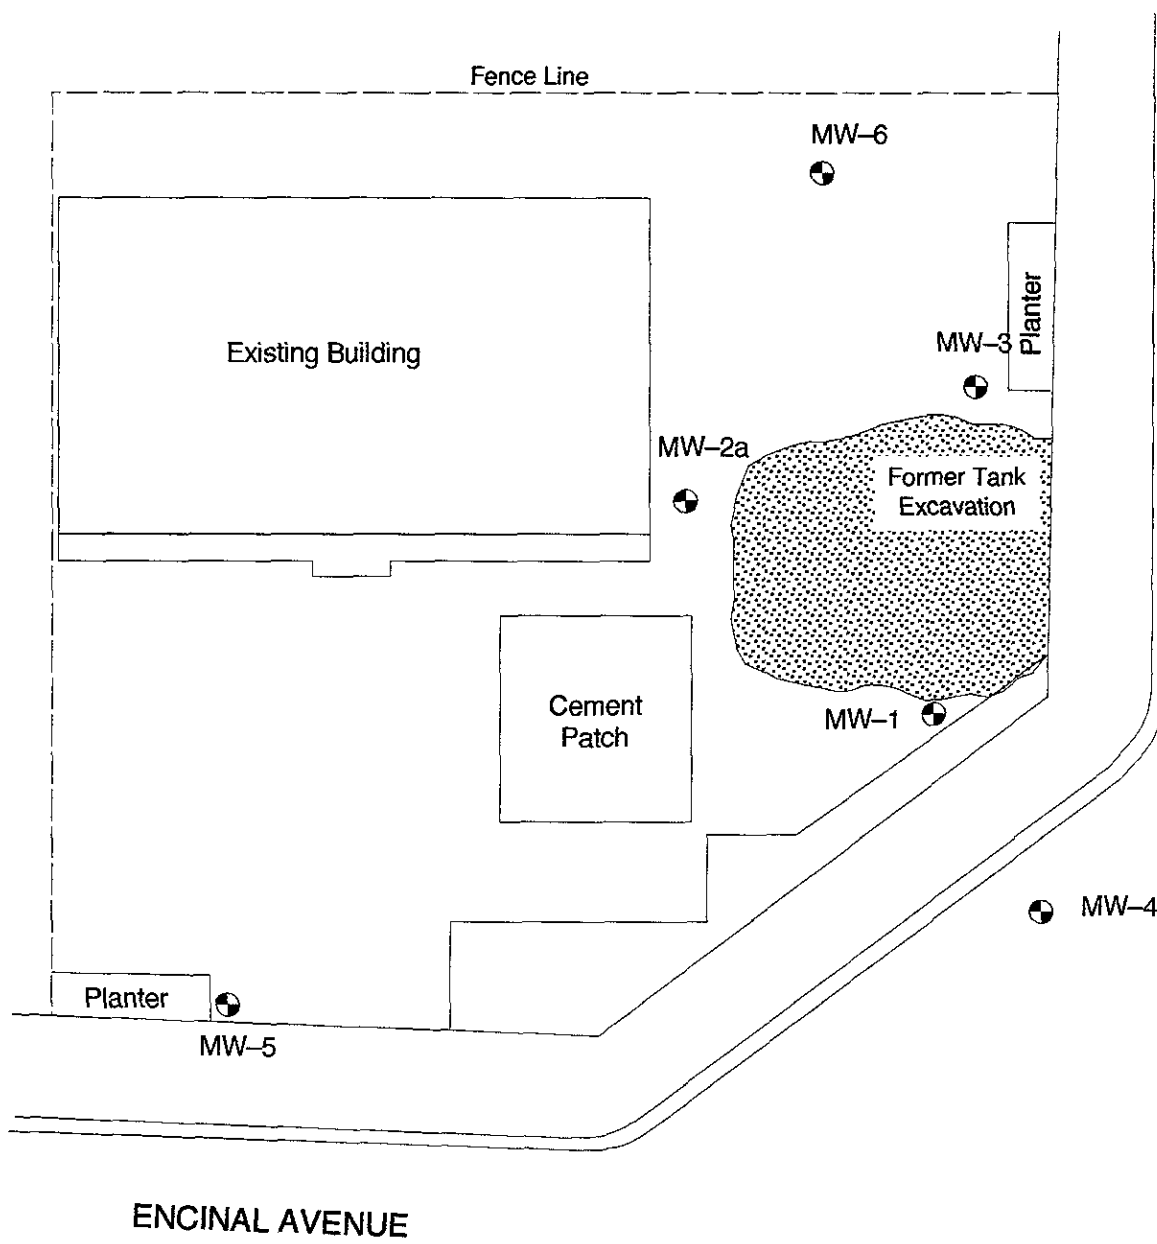 Fence Line
MW–6
Planter
Existing Building
MW–3
MW–2a
Former Tank
Excavation
Cement
Patch
MW–1
MW–4
Planter
MW–5
ENCINAL AVENUE